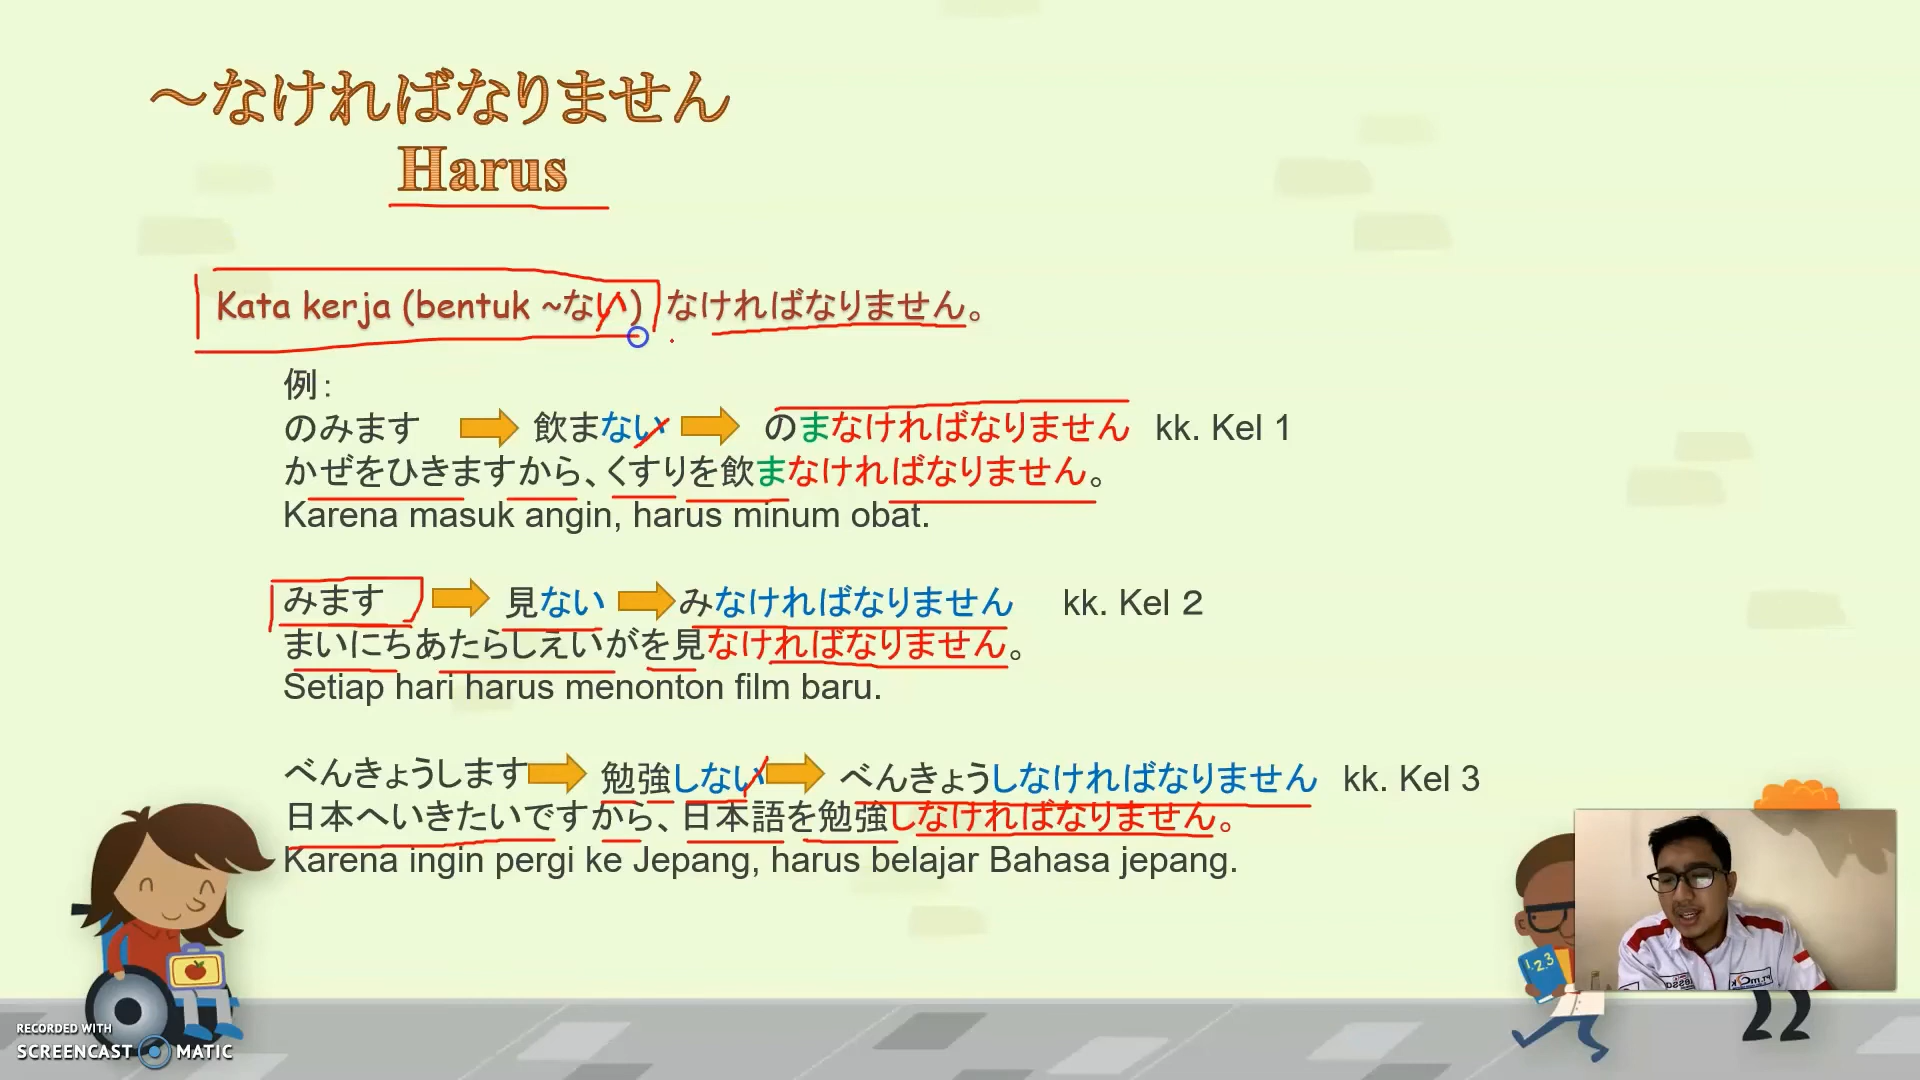 ～なければなりません
Harus
Kata kerja (bentuk ~ない) なければなりません。
例：
のみます 飲まない のまなければなりません kk. Kel 1
かぜをひきますから、くすりを飲まなければなりません。
Karena masuk angin, harus minum obat.
みます 見ない みなければなりません kk. Kel 2
まいにちあたらしえいがを見なければなりません。
Setiap hari harus menonton film baru.
べんきょうします 勉強しない べんきょうしなければなりません kk. Kel 3
日本へいきたいですから、日本語を勉強しなければなりません。
Karena ingin pergi ke Jepang, harus belajar Bahasa jepang.
1.2.3
RECORDED WITH
SCREENCAST MATIC